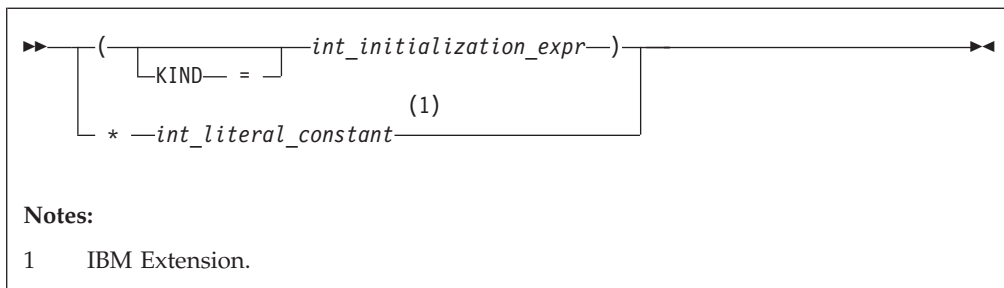 ( int_initialization_expr )
KIND =
(1)
* int_literal_constant
Notes:
1 IBM Extension.